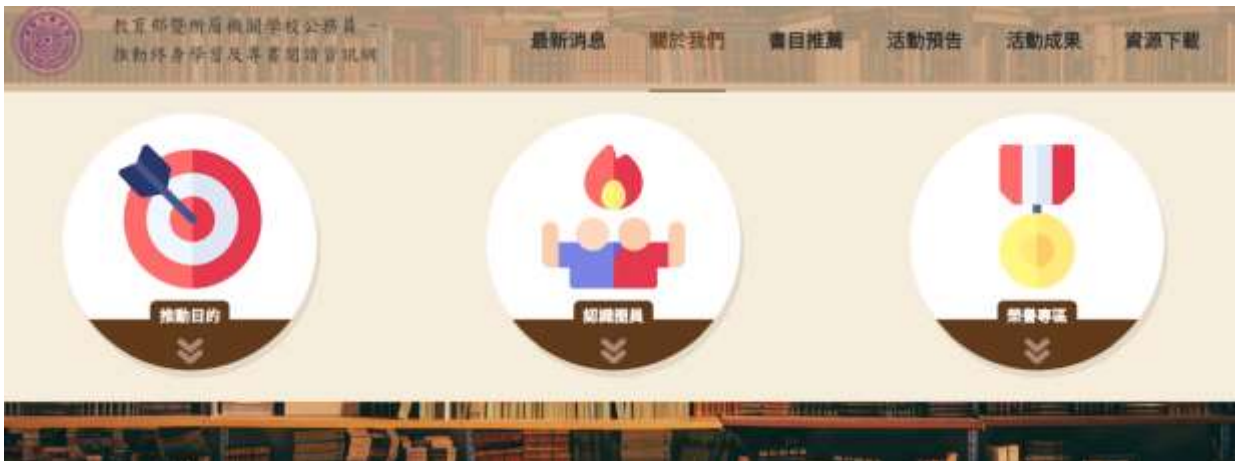 教育部暨所屬機關學校公務員
推動終身學習及專書閱讀資訊網
最新消息
關於我們
書目推薦
活動預告
活動成果
資源下載
推動目的
認識團員
榮譽專區